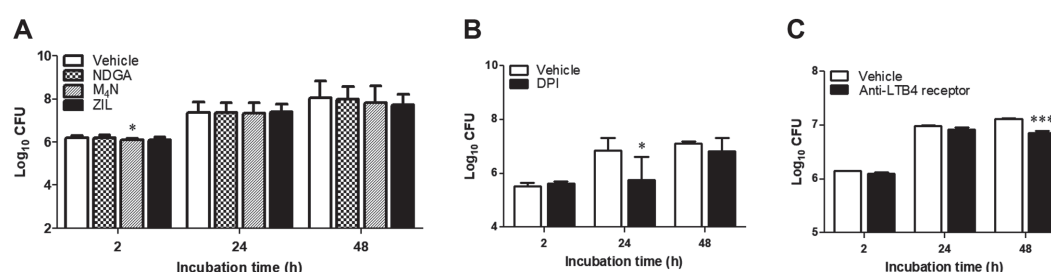 A
Vehicle
NDGA
M₄N
ZIL
Log₁₀ CFU
10
8
6
4
2
*
2 24 48
Incubation time (h)
B
Vehicle
DPI
Log₁₀ CFU
10
8
6
4
*
2 24 48
Incubation time (h)
C
Vehicle
Anti-LTB4 receptor
Log₁₀ CFU
8
7
6
5
***
2 24 48
Incubation time (h)